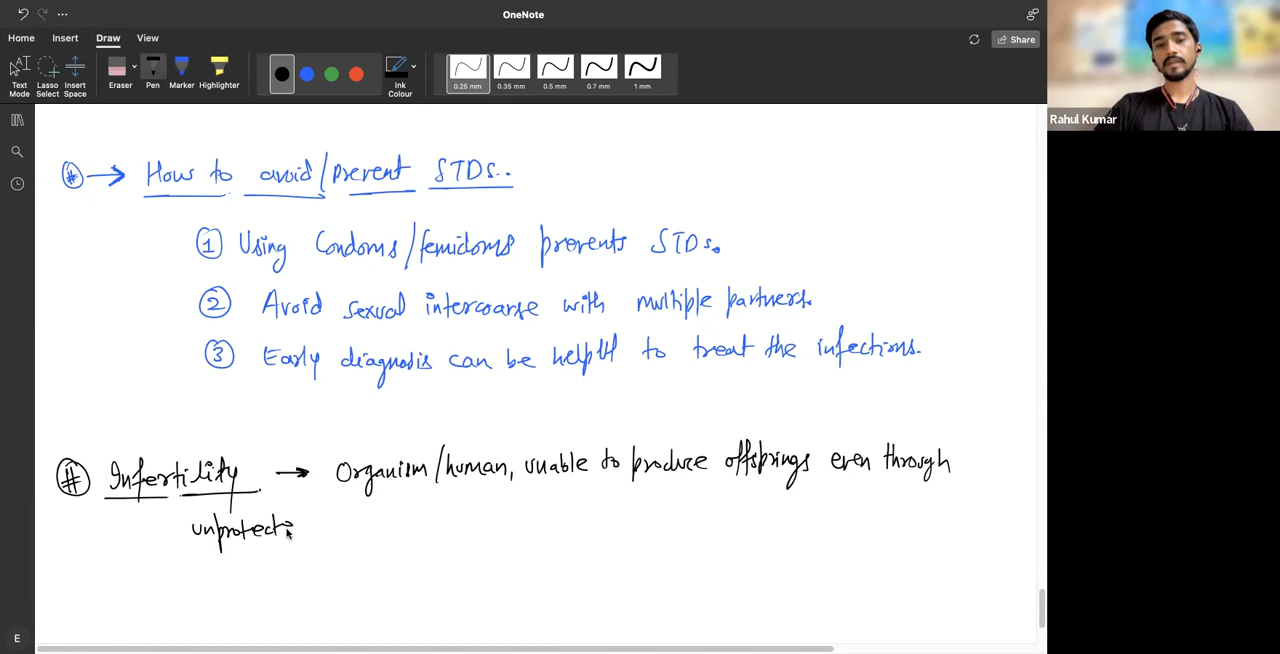 OneNote
Home Insert Draw View
Share
Text Mode
Lasso Select
Insert Space
Eraser
Pen
Marker
Highlighter
Ink Colour
0.25 mm
0.35 mm
0.5 mm
0.7 mm
1 mm
Rahul Kumar
# → How to avoid/prevent STDs..
① Using Condoms/femidoms prevents STDs.
② Avoid sexual intercoarse with multiple partners.
③ Early diagnosis can be helpful to treat the infections.
# Infertility → Organism/human, unable to produce offsprings even through
unprotecte
E